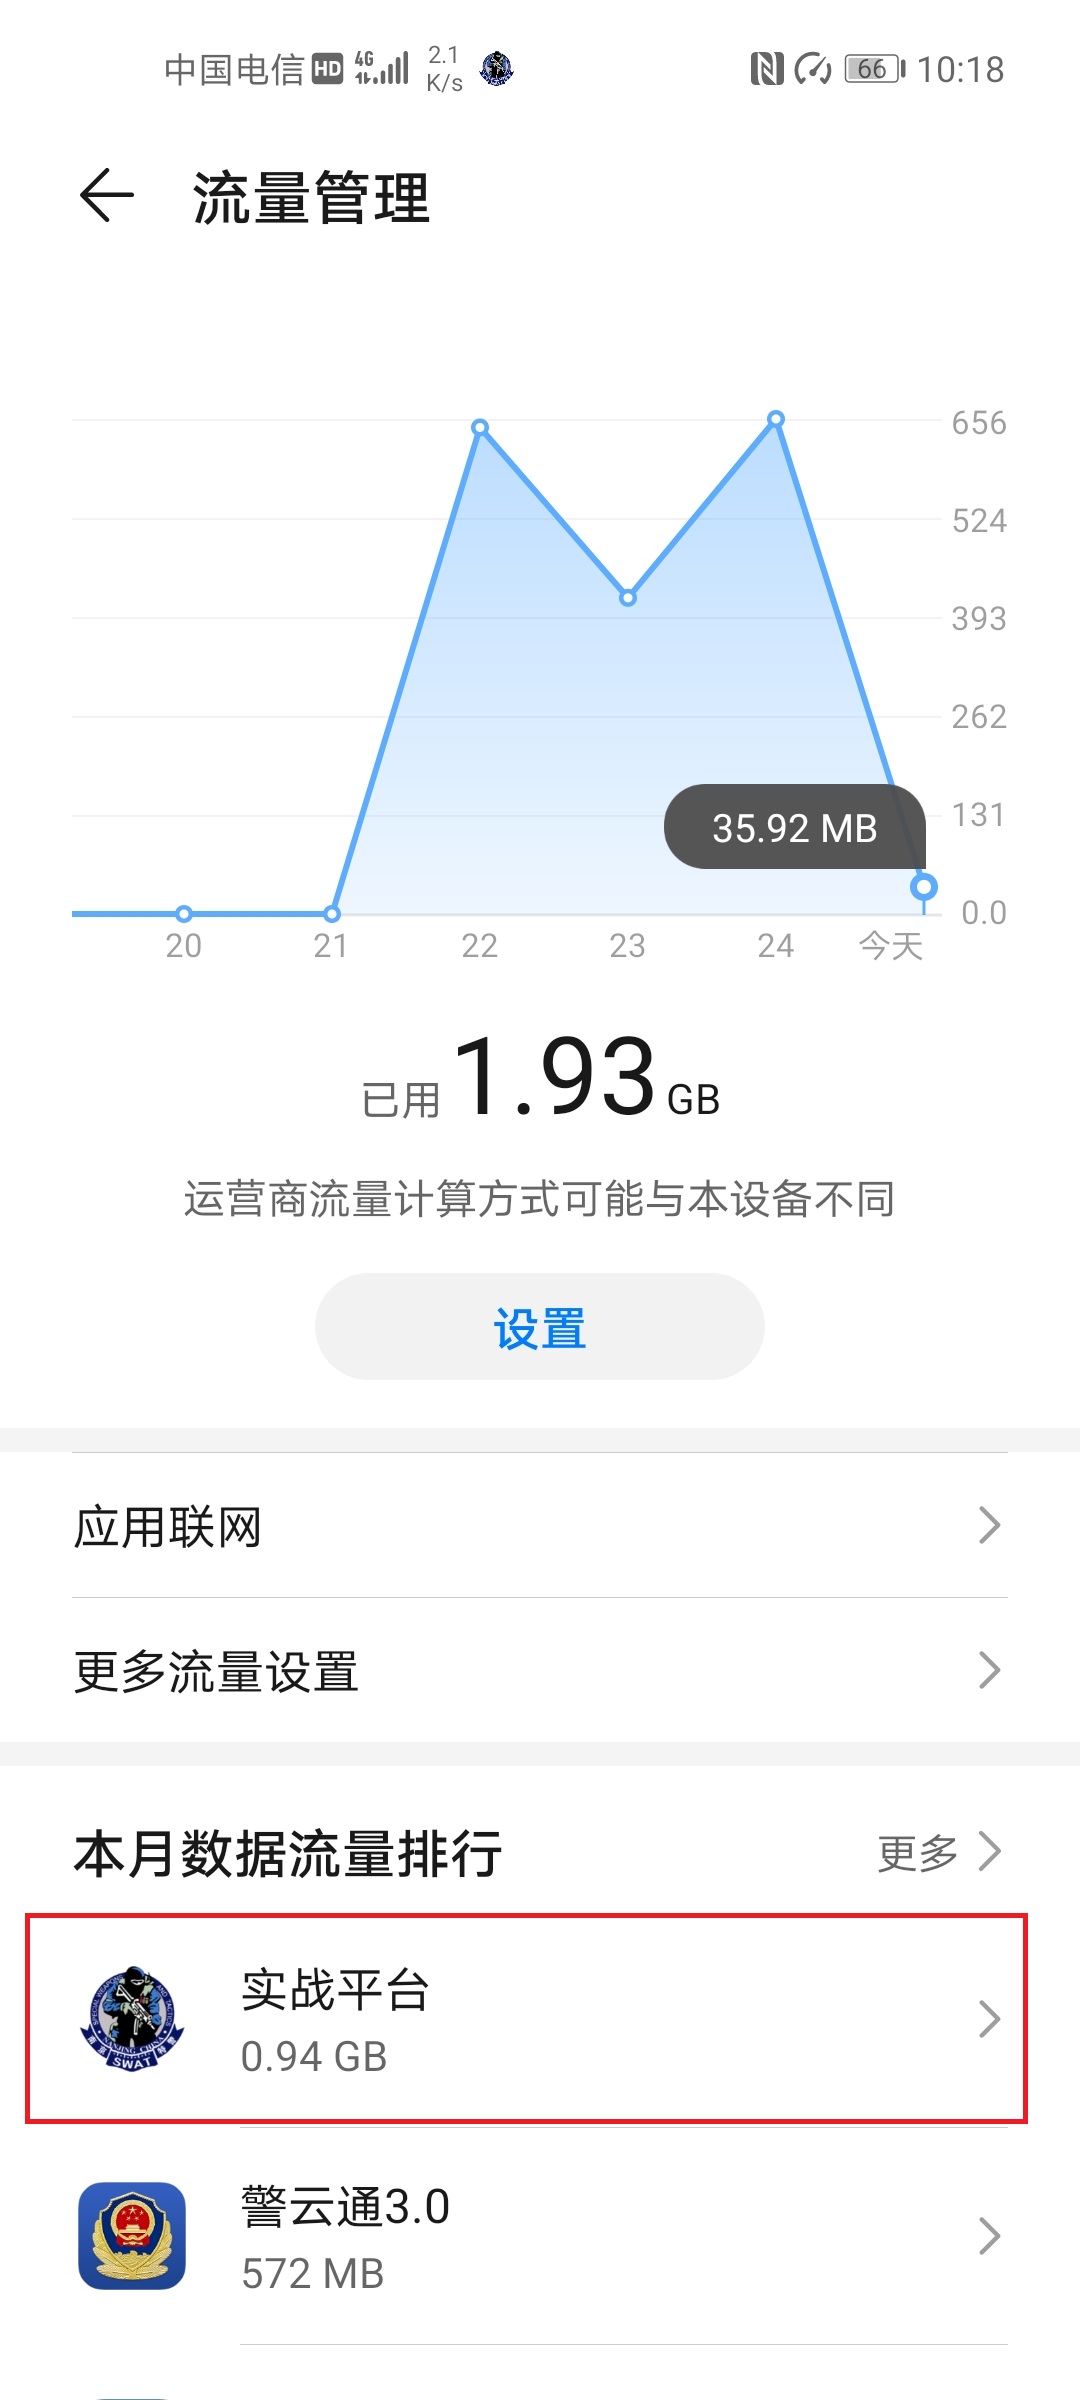 中国电信 HD 4G 2.1 K/s 66 10:18
流量管理
656
524
393
262
131
35.92 MB
0.0
20 21 22 23 24 今天
已用 1.93 GB
运营商流量计算方式可能与本设备不同
设置
应用联网
更多流量设置
本月数据流量排行 更多
实战平台
0.94 GB
SWAT
警云通3.0
572 MB